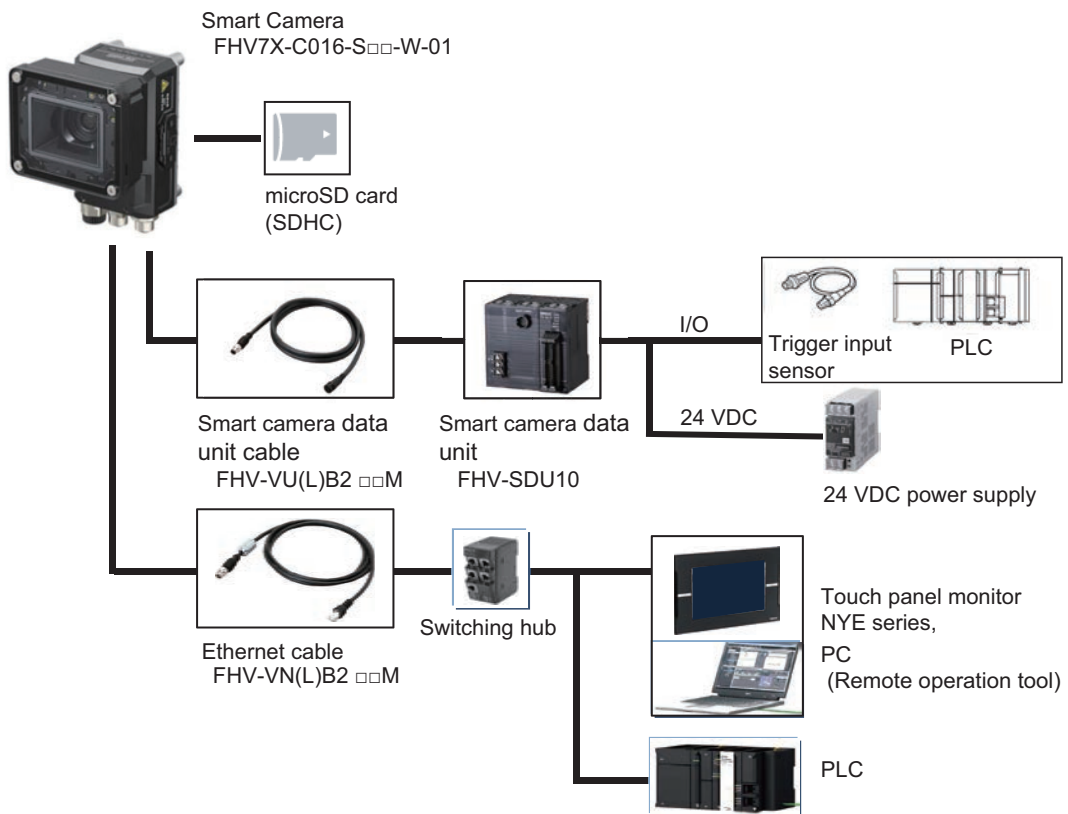 Smart Camera
FHV7X-C016-S□□-W-01
microSD card
(SDHC)
I/O
Trigger input
sensor
PLC
Smart camera data
unit cable
FHV-VU(L)B2 □□M
Smart camera data
unit
FHV-SDU10
24 VDC
24 VDC power supply
Ethernet cable
FHV-VN(L)B2 □□M
Switching hub
Touch panel monitor
NYE series,
PC
(Remote operation tool)
PLC